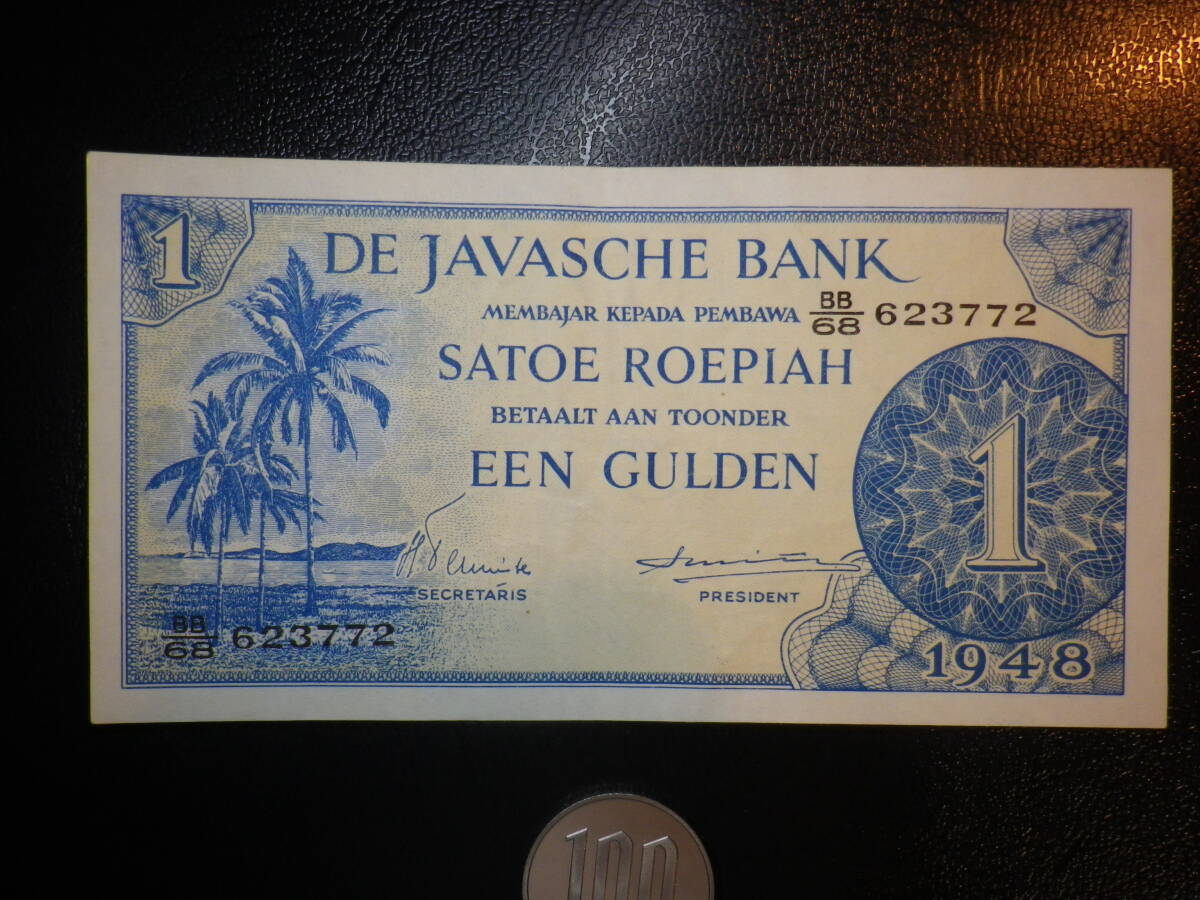 1
DE JAVASCHE BANK
MEMBAJAR KEPADA PEMBAWA
BB/68 623772
SATOE ROEPIAH
BETAALT AAN TOONDER
EEN GULDEN
1
SECRETARIS
PRESIDENT
BB/68 623772
1948
100